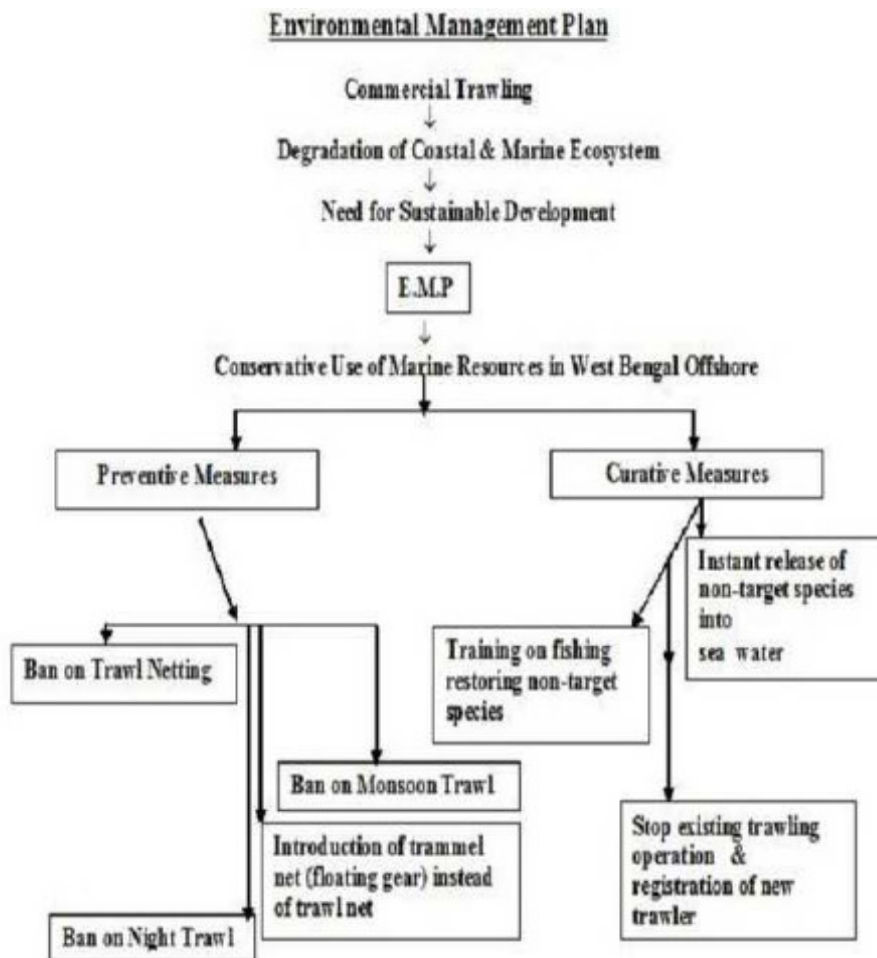 Environmental Management Plan
Commercial Trawling
Degradation of Coastal & Marine Ecosystem
Need for Sustainable Development
E.M.P
Conservative Use of Marine Resources in West Bengal Offshore
Preventive Measures
Curative Measures
Instant release of
non-target species
into
sea water
Training on fishing
restoring non-target
species
Ban on Trawl Netting
Ban on Monsoon Trawl
Introduction of trammel
net (floating gear) instead
of trawl net
Stop existing trawling
operation &
registration of new
trawler
Ban on Night Trawl